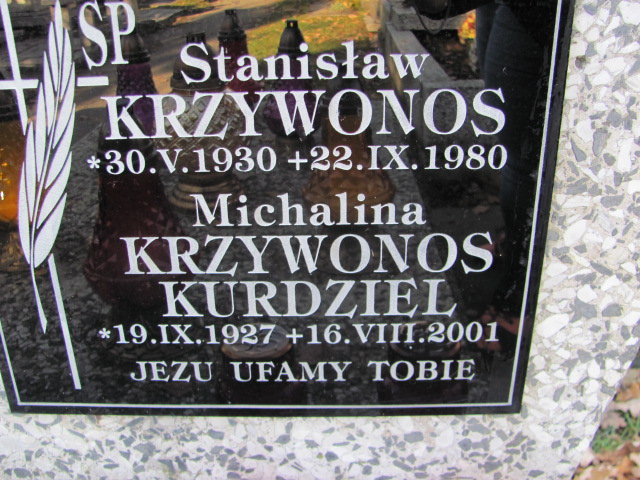 SP
Stanisław
KRZYWONOS
*30.V.1930 +22.IX.1980
Michalina
KRZYWONOS
KURDZIEL
*19.IX.1927 +16.VIII.2001
JEZU UFAMY TOBIE